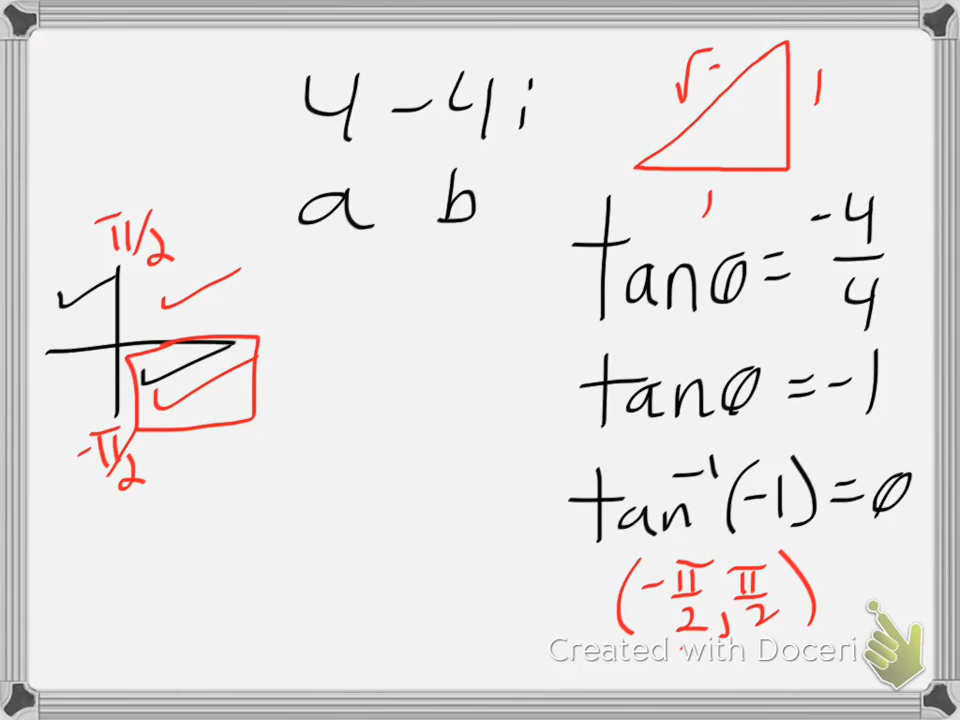 4 - 4i
a b
√
1
1
π/2
-π/2
tanθ = -4/4
tanθ = -1
tan⁻¹(-1) = θ
(-π/2, π/2)
Created with Doceri